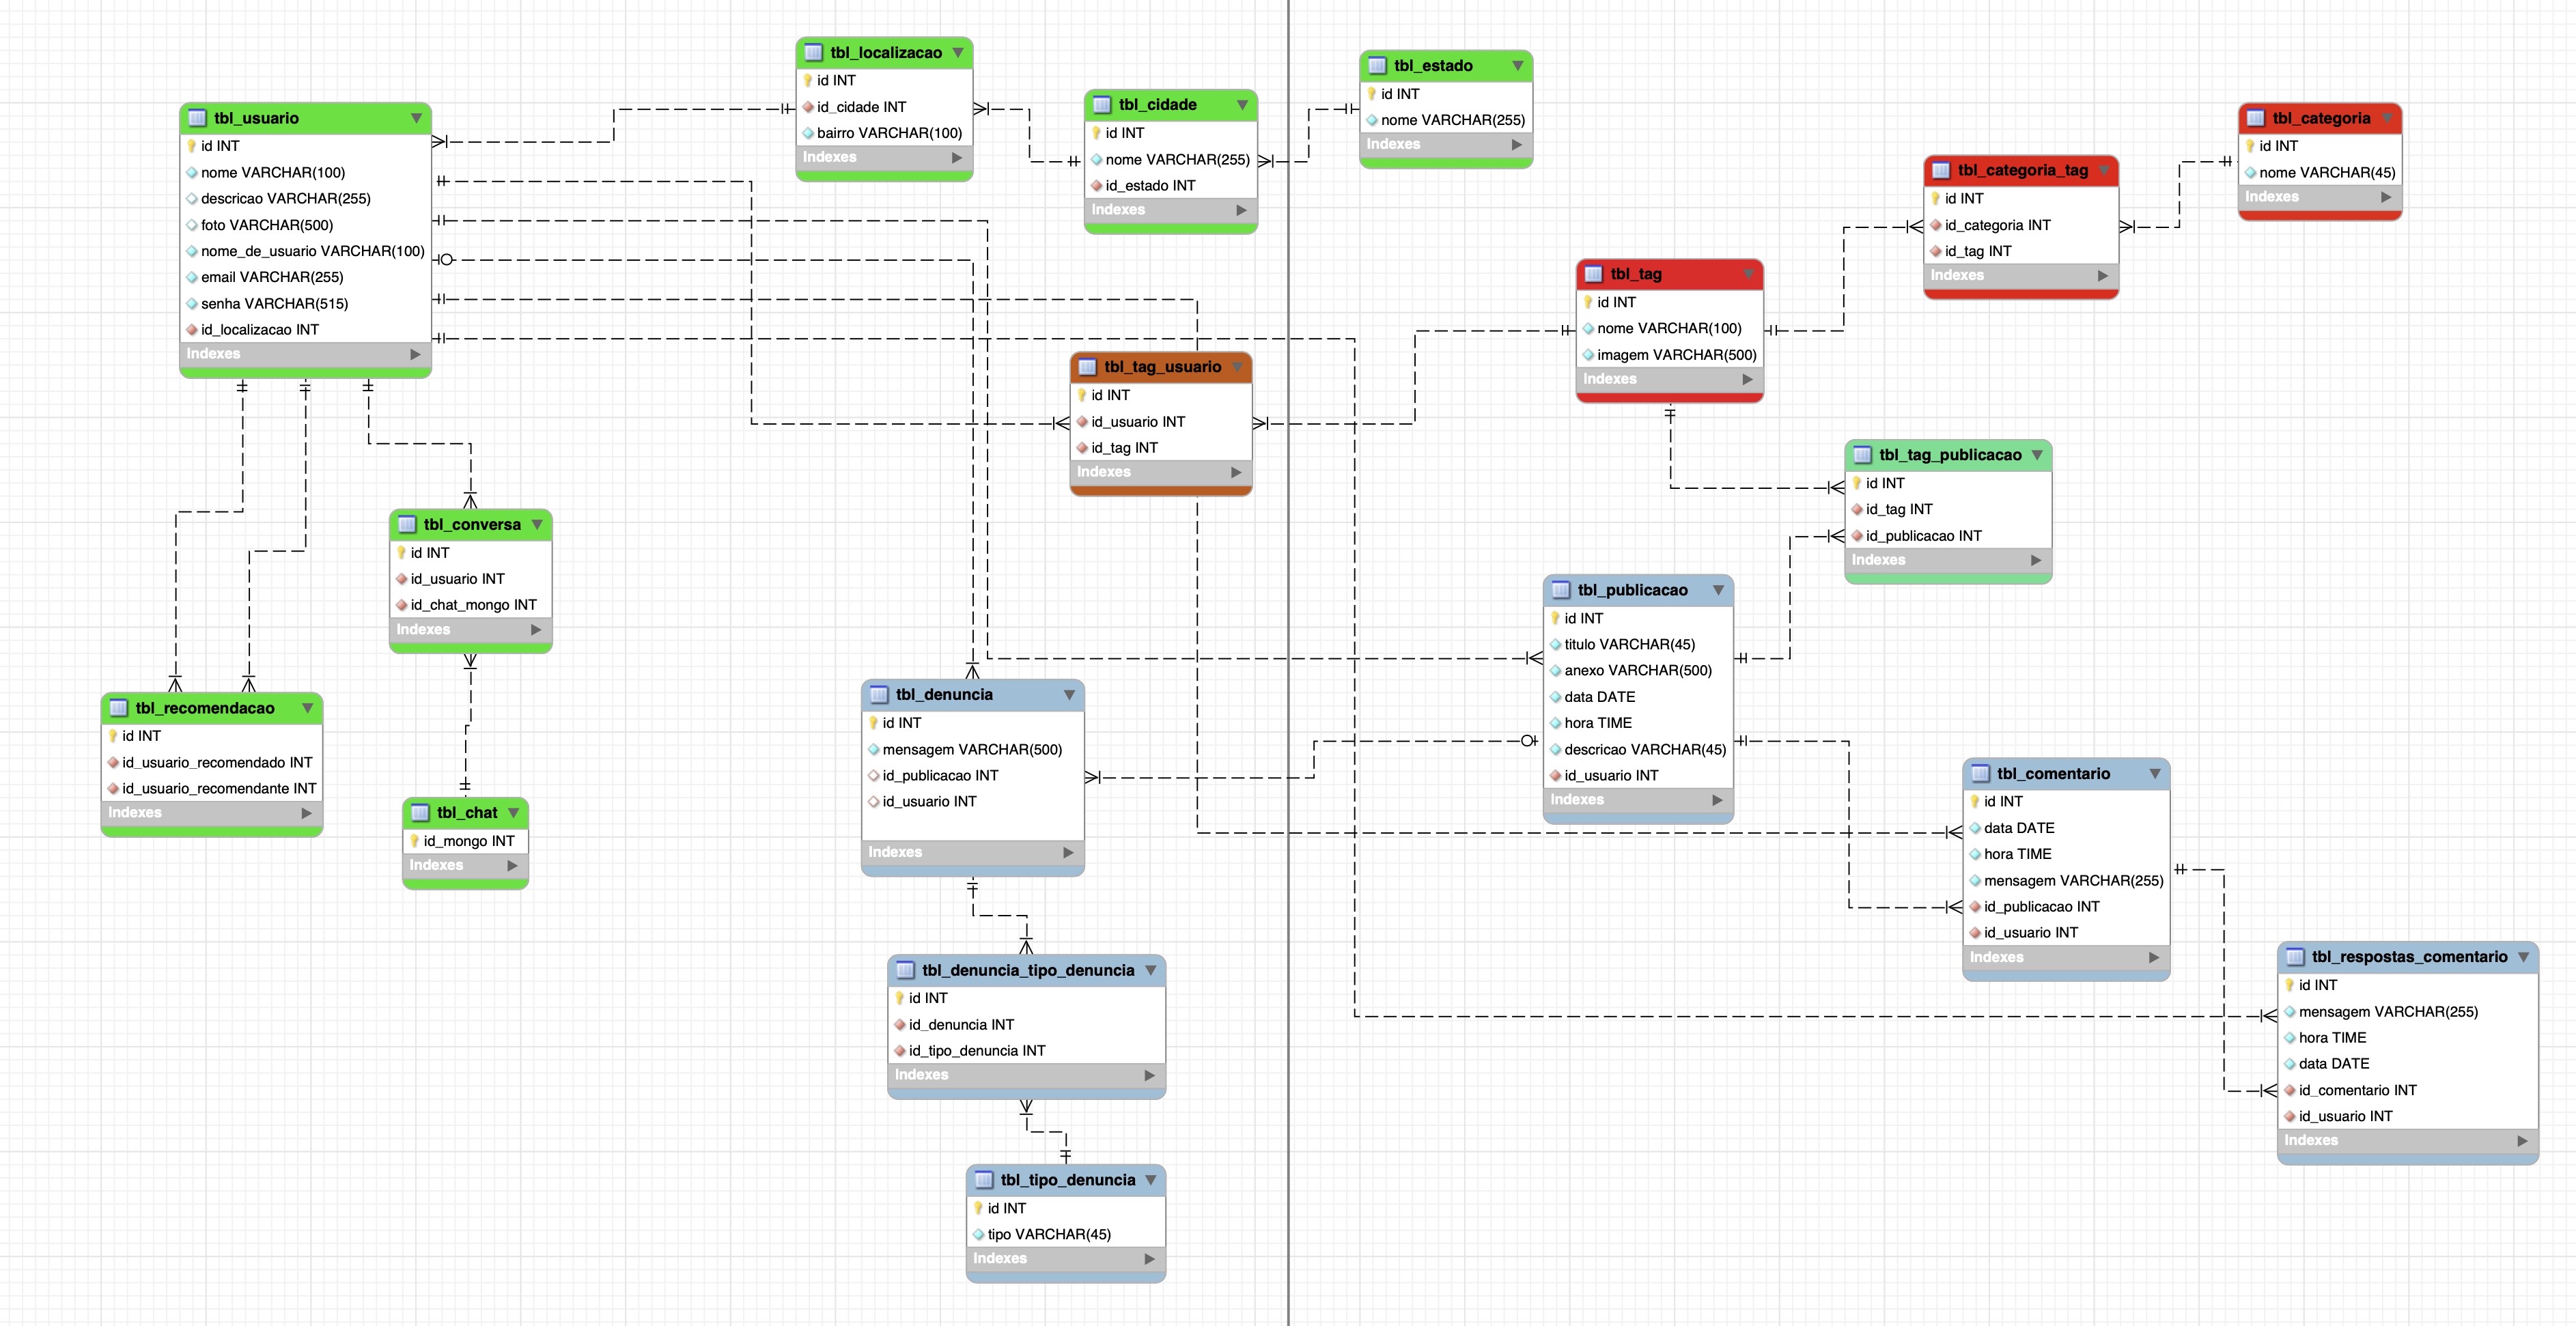 tbl_localizacao
id INT
id_cidade INT
bairro VARCHAR(100)
Indexes
tbl_estado
id INT
nome VARCHAR(255)
Indexes
tbl_cidade
id INT
nome VARCHAR(255)
id_estado INT
Indexes
tbl_usuario
id INT
nome VARCHAR(100)
descricao VARCHAR(255)
foto VARCHAR(500)
nome_de_usuario VARCHAR(100)
email VARCHAR(255)
senha VARCHAR(515)
id_localizacao INT
Indexes
tbl_categoria
id INT
nome VARCHAR(45)
Indexes
tbl_categoria_tag
id INT
id_categoria INT
id_tag INT
Indexes
tbl_tag
id INT
nome VARCHAR(100)
imagem VARCHAR(500)
Indexes
tbl_tag_usuario
id INT
id_usuario INT
id_tag INT
Indexes
tbl_tag_publicacao
id INT
id_tag INT
id_publicacao INT
Indexes
tbl_conversa
id INT
id_usuario INT
id_chat_mongo INT
Indexes
tbl_publicacao
id INT
titulo VARCHAR(45)
anexo VARCHAR(500)
data DATE
hora TIME
descricao VARCHAR(45)
id_usuario INT
Indexes
tbl_denuncia
id INT
mensagem VARCHAR(500)
id_publicacao INT
id_usuario INT
Indexes
tbl_recomendacao
id INT
id_usuario_recomendado INT
id_usuario_recomendante INT
Indexes
tbl_chat
id_mongo INT
Indexes
tbl_comentario
id INT
data DATE
hora TIME
mensagem VARCHAR(255)
id_publicacao INT
id_usuario INT
Indexes
tbl_denuncia_tipo_denuncia
id INT
id_denuncia INT
id_tipo_denuncia INT
Indexes
tbl_respostas_comentario
id INT
mensagem VARCHAR(255)
hora TIME
data DATE
id_comentario INT
id_usuario INT
Indexes
tbl_tipo_denuncia
id INT
tipo VARCHAR(45)
Indexes